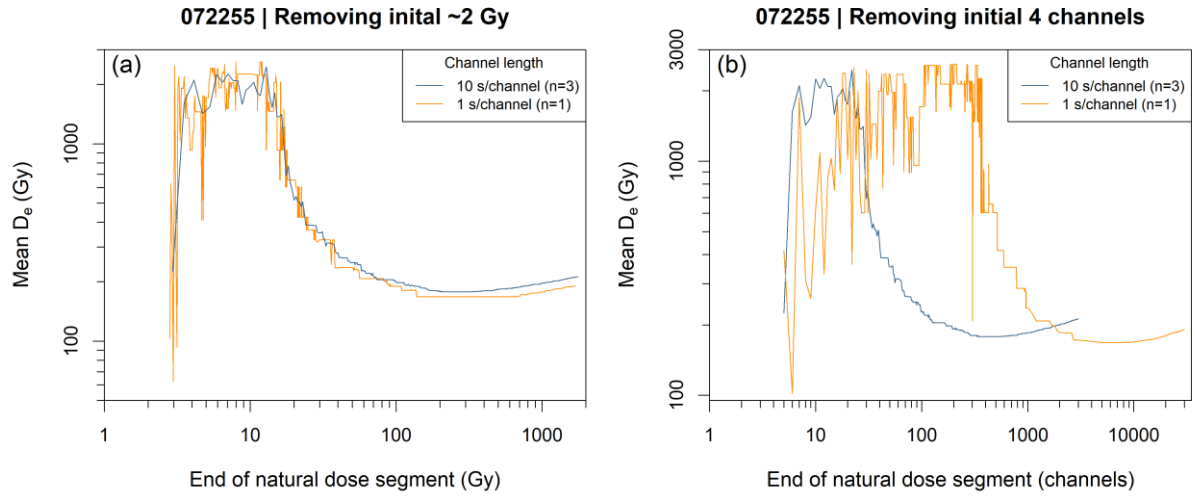 072255 | Removing inital ~2 Gy
(a)
Channel length
10 s/channel (n=3)
1 s/channel (n=1)
Mean De (Gy)
1000
100
1
10
100
1000
End of natural dose segment (Gy)
072255 | Removing initial 4 channels
(b)
Channel length
10 s/channel (n=3)
1 s/channel (n=1)
Mean De (Gy)
3000
1000
100
1
10
100
1000
10000
End of natural dose segment (channels)